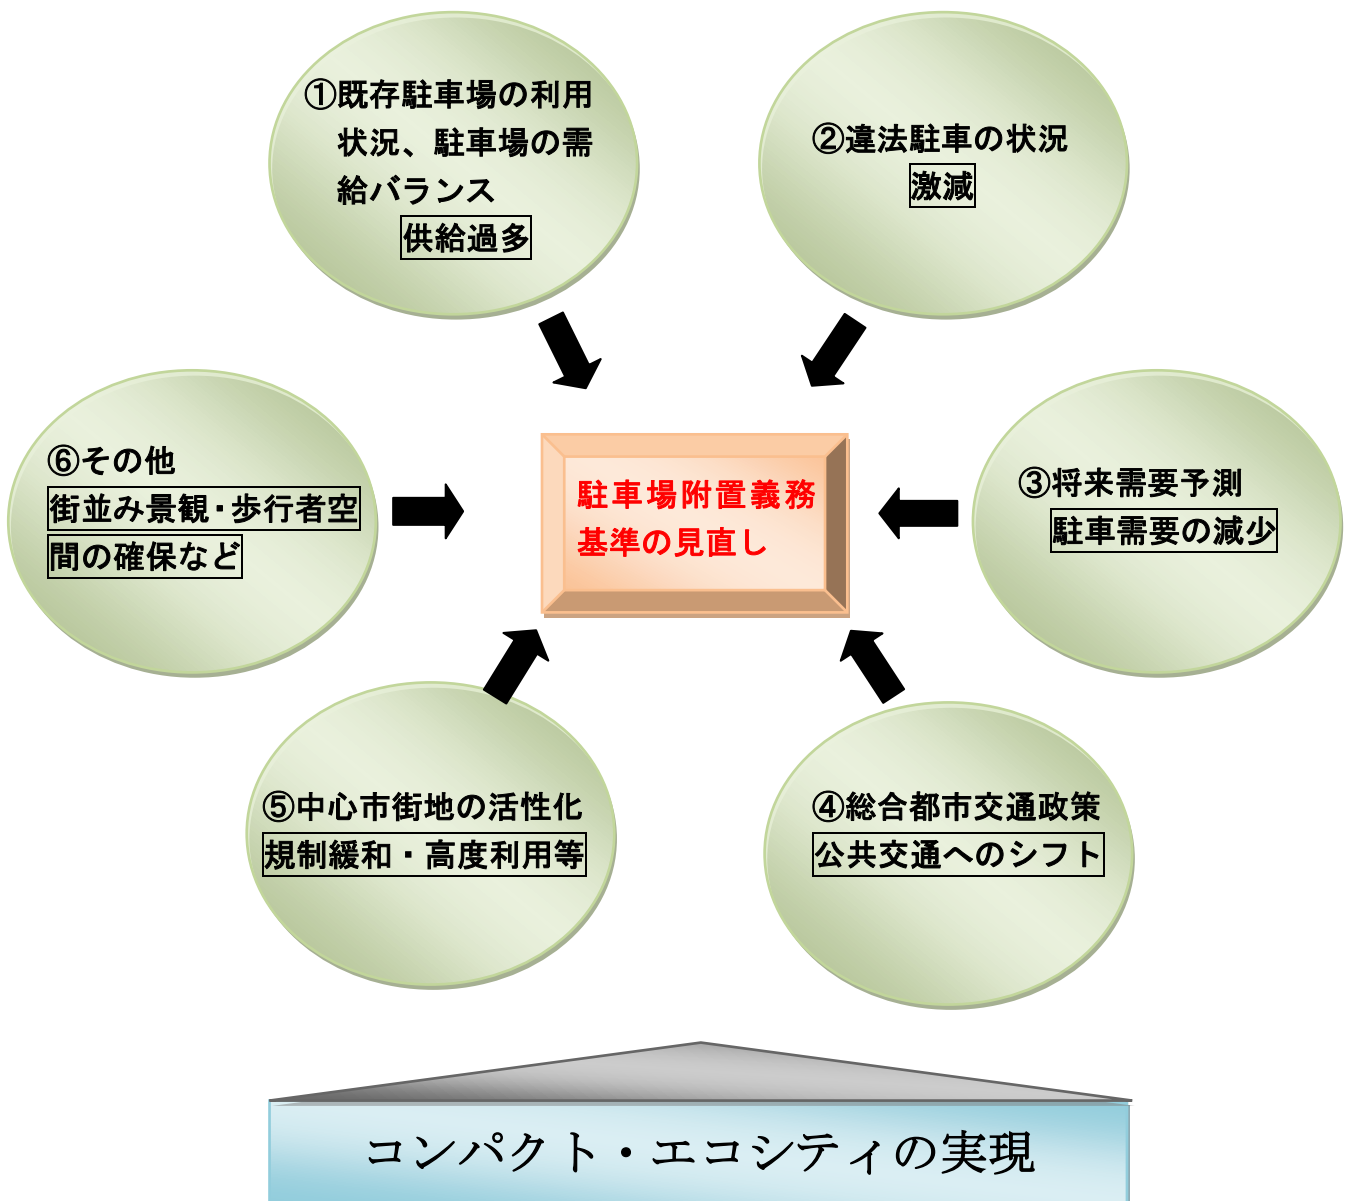 ①既存駐車場の利用
状況、駐車場の需
給バランス
供給過多
②違法駐車の状況
激減
⑥その他
街並み景観・歩行者空
間の確保など
駐車場附置義務
基準の見直し
③将来需要予測
駐車需要の減少
⑤中心市街地の活性化
規制緩和・高度利用等
④総合都市交通政策
公共交通へのシフト
コンパクト・エコシティの実現